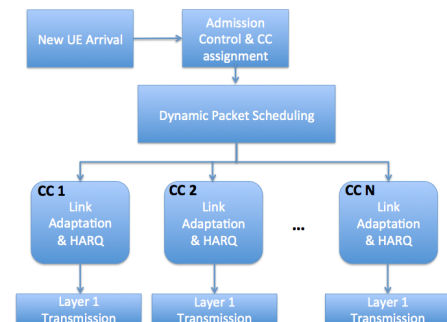 New UE Arrival
Admission
Control & CC
assignment
Dynamic Packet Scheduling
CC 1
Link
Adaptation
& HARQ
CC 2
Link
Adaptation
& HARQ
...
CC N
Link
Adaptation
& HARQ
Layer 1
Transmission
Layer 1
Transmission
Layer 1
Transmission